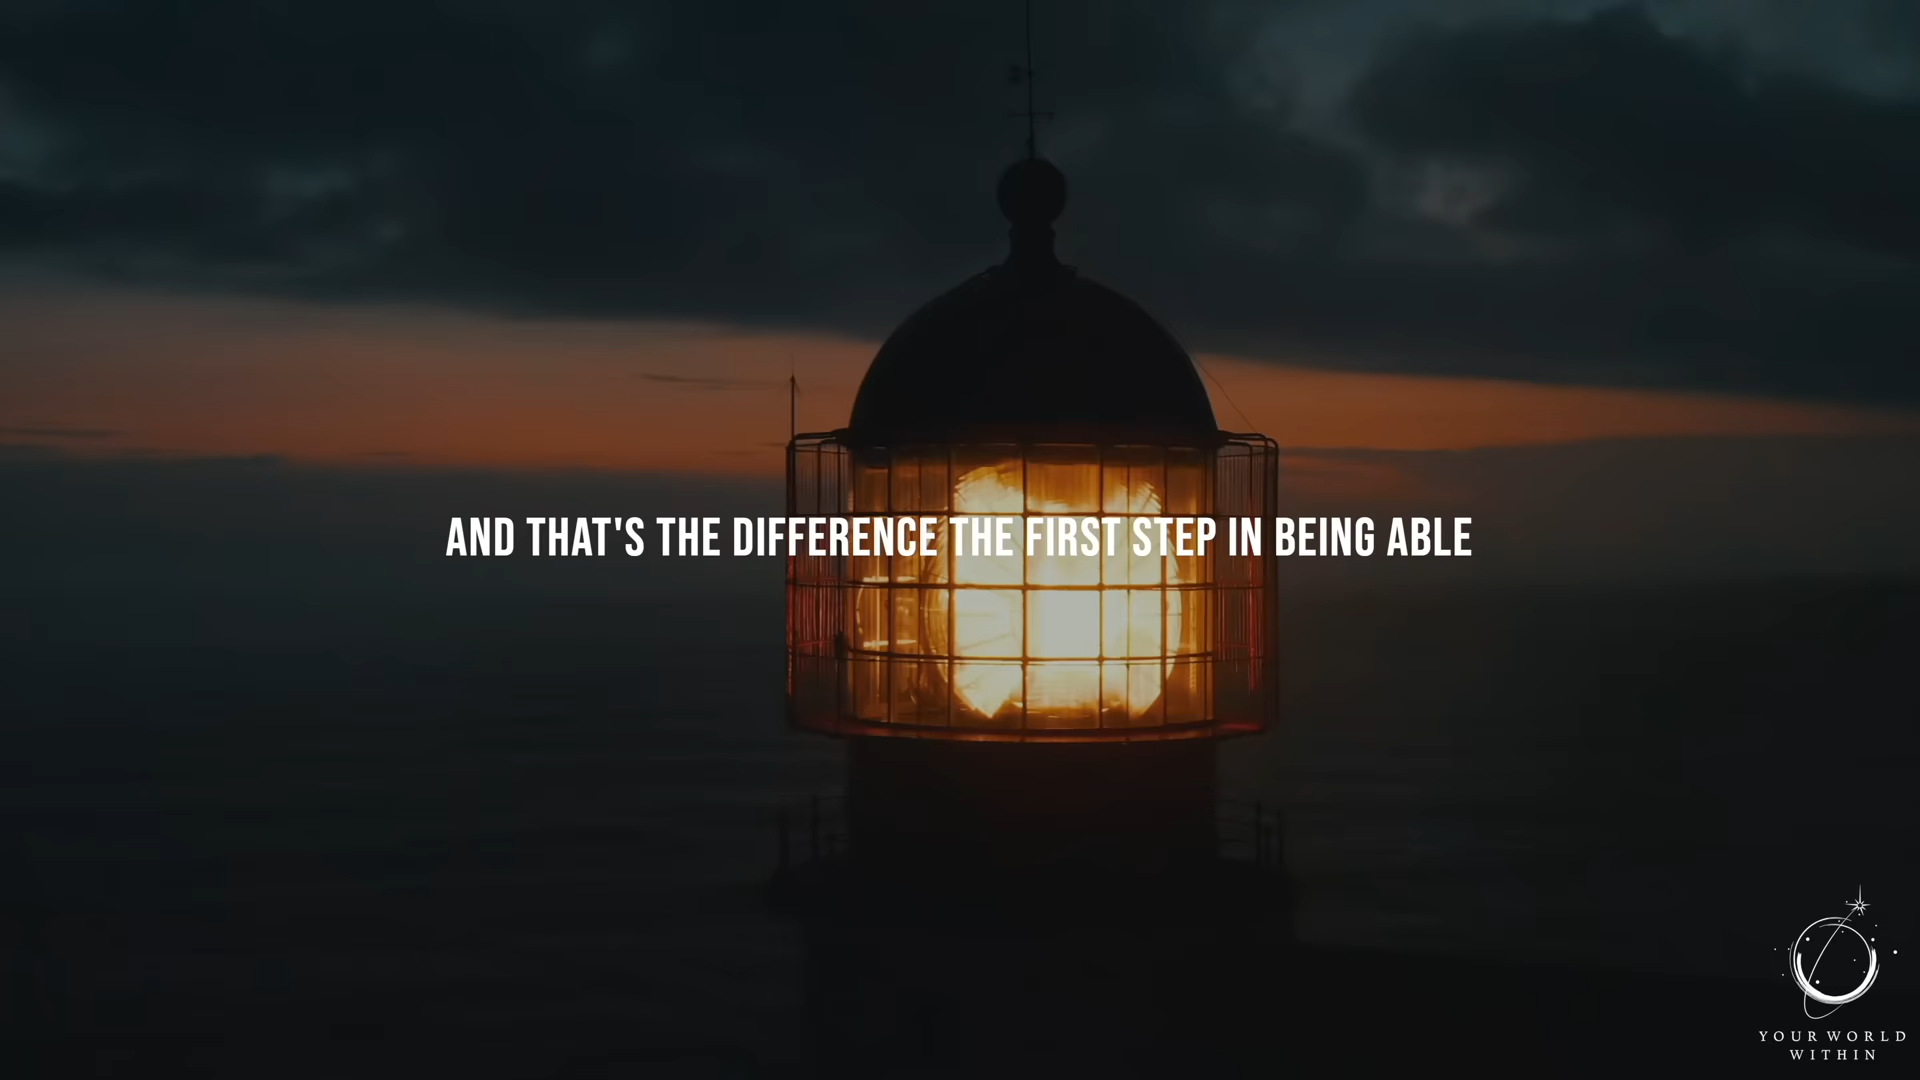 AND THAT'S THE DIFFERENCE THE FIRST STEP IN BEING ABLE
YOUR WORLD
WITHIN